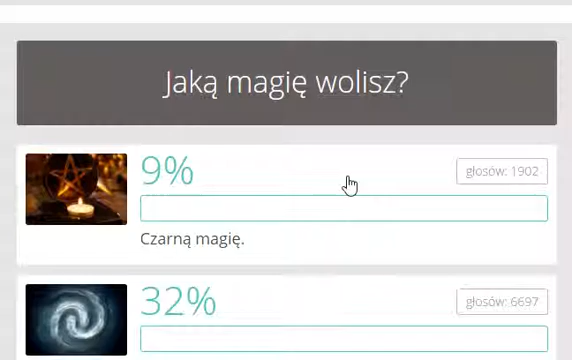 Jaką magię wolisz?
9%
głosów: 1902
Czarną magię.
32%
głosów: 6697